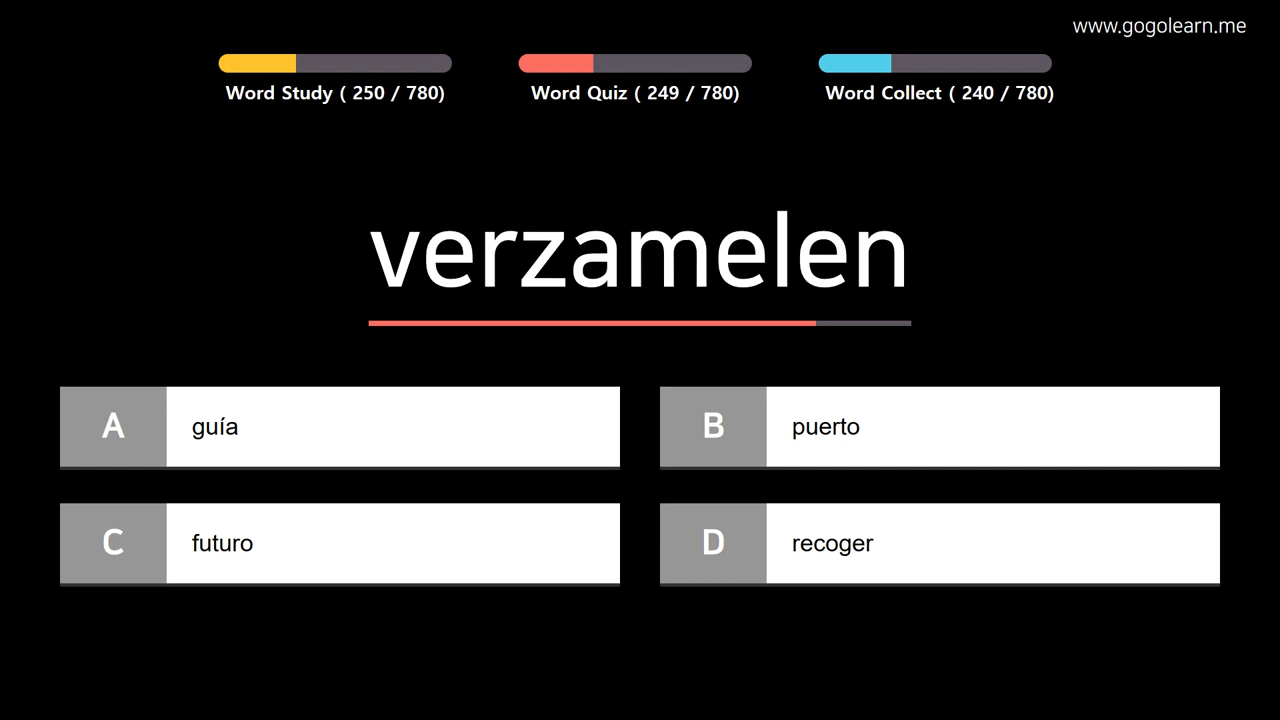 www.gogolearn.me
Word Study ( 250 / 780)
Word Quiz ( 249 / 780)
Word Collect ( 240 / 780)
verzamelen
A guía
B puerto
C futuro
D recoger